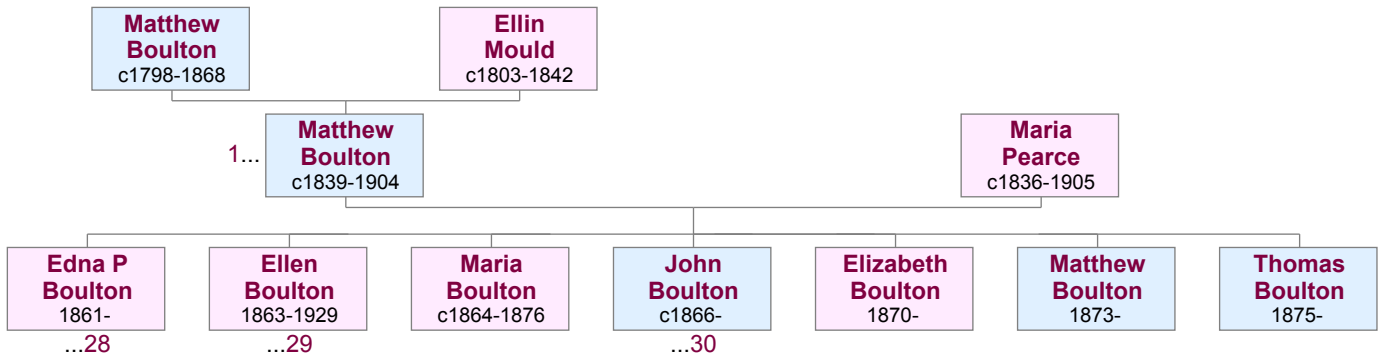 Matthew
Boulton
c1798-1868
Ellin
Mould
c1803-1842
1...
Matthew
Boulton
c1839-1904
Maria
Pearce
c1836-1905
Edna P
Boulton
1861-
...28
Ellen
Boulton
1863-1929
...29
Maria
Boulton
c1864-1876
John
Boulton
c1866-
...30
Elizabeth
Boulton
1870-
Matthew
Boulton
1873-
Thomas
Boulton
1875-